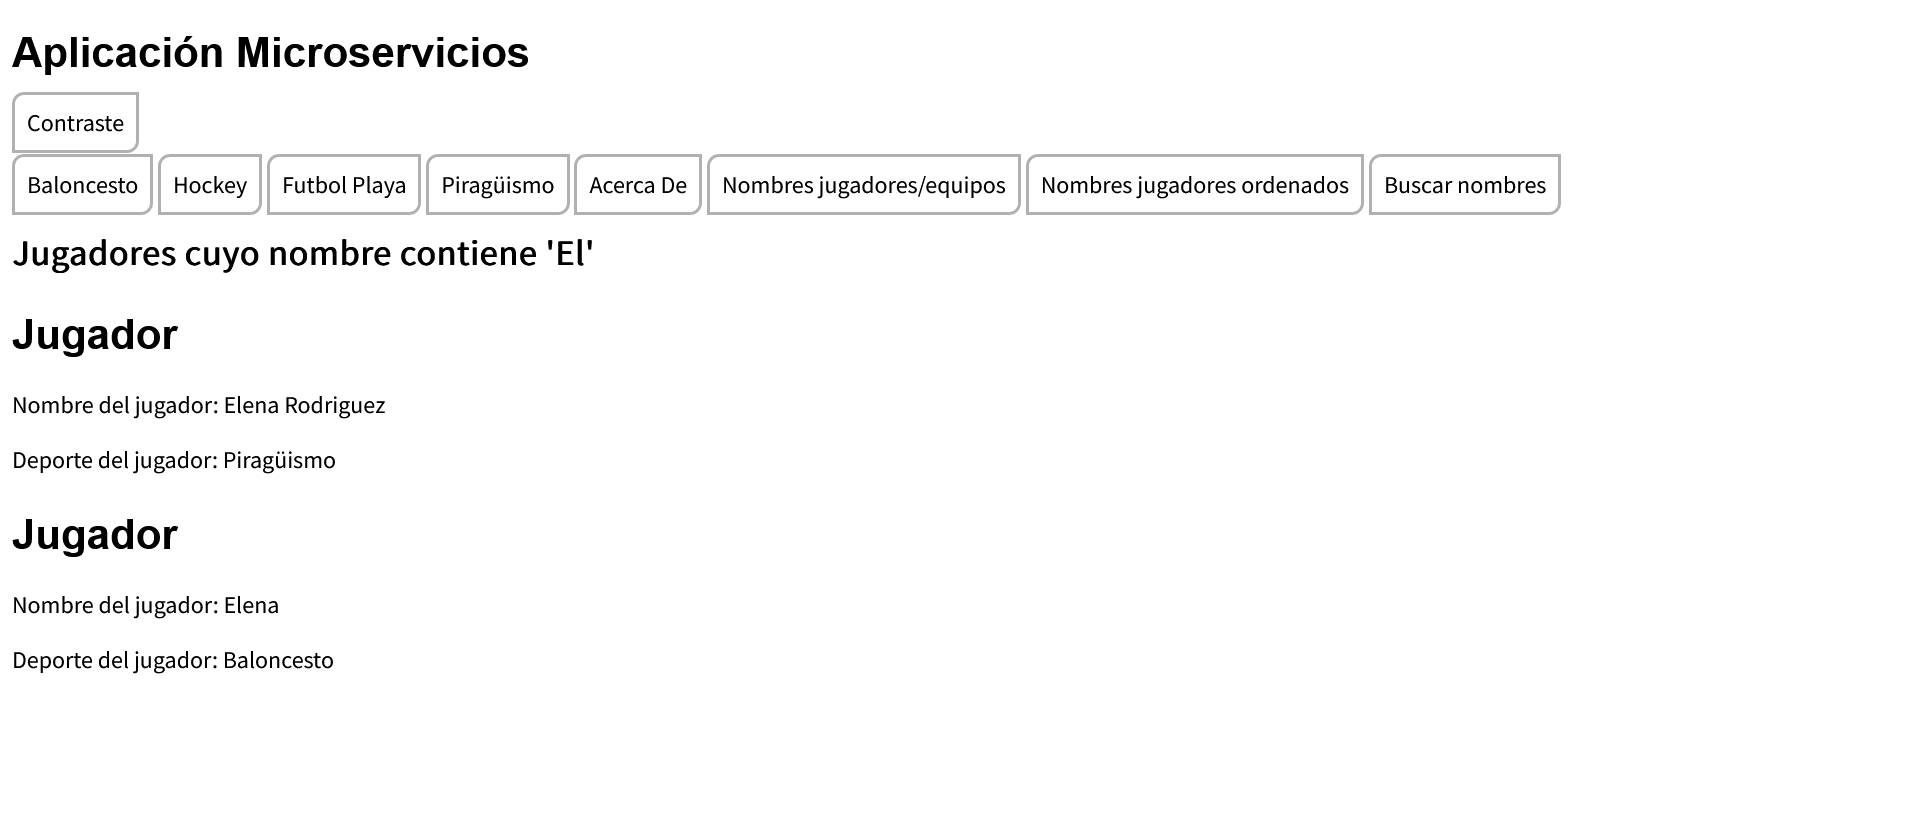 Aplicación Microservicios
Contraste
Baloncesto Hockey Futbol Playa Piragüismo Acerca De Nombres jugadores/equipos Nombres jugadores ordenados Buscar nombres
Jugadores cuyo nombre contiene 'El'
Jugador
Nombre del jugador: Elena Rodriguez
Deporte del jugador: Piragüismo
Jugador
Nombre del jugador: Elena
Deporte del jugador: Baloncesto